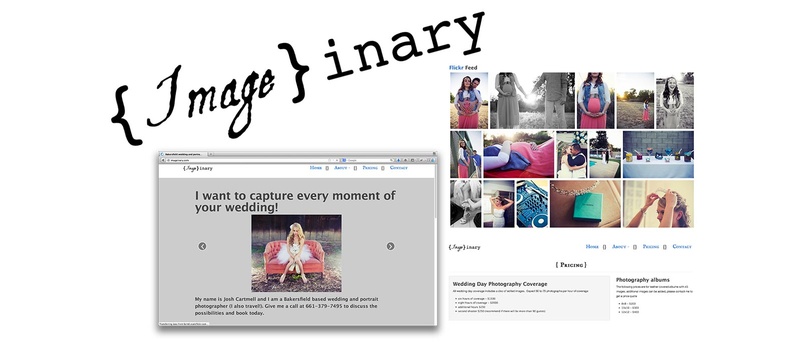 {Image}inary
Flickr Feed
{Image}inary
Home {} About {} Pricing {} Contact
I want to capture every moment of
your wedding!
My name is Josh Cartmell and I am a Bakersfield based wedding and portrait
photographer (I also travel!). Give me a call at 661-379-7495 to discuss the
possibilities and book today.
{Image}inary
Home {} About {} Pricing {} Contact
{ Pricing }
Wedding Day Photography Coverage
Photography albums